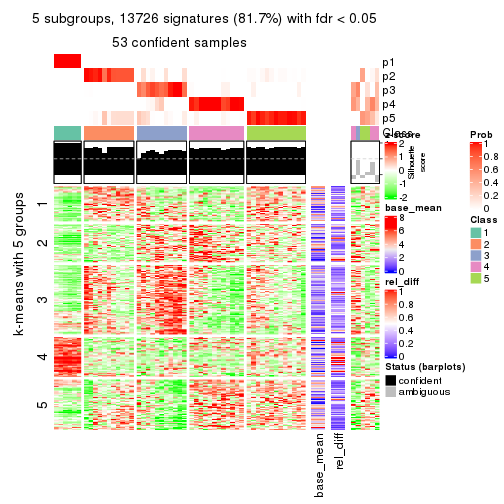 5 subgroups, 13726 signatures (81.7%) with fdr < 0.05
53 confident samples
p1
p2
p3
p4
p5
Class
1
2
3
4
5
k-means with 5 groups
base_mean
rel_diff
Silhouette
score
z-score
2
1
0
-1
-2
base_mean
8
6
4
2
0
rel_diff
1
0.8
0.6
0.4
0.2
0
Status (barplots)
confident
ambiguous
Prob
1
0.8
0.6
0.4
0.2
0
Class
1
2
3
4
5